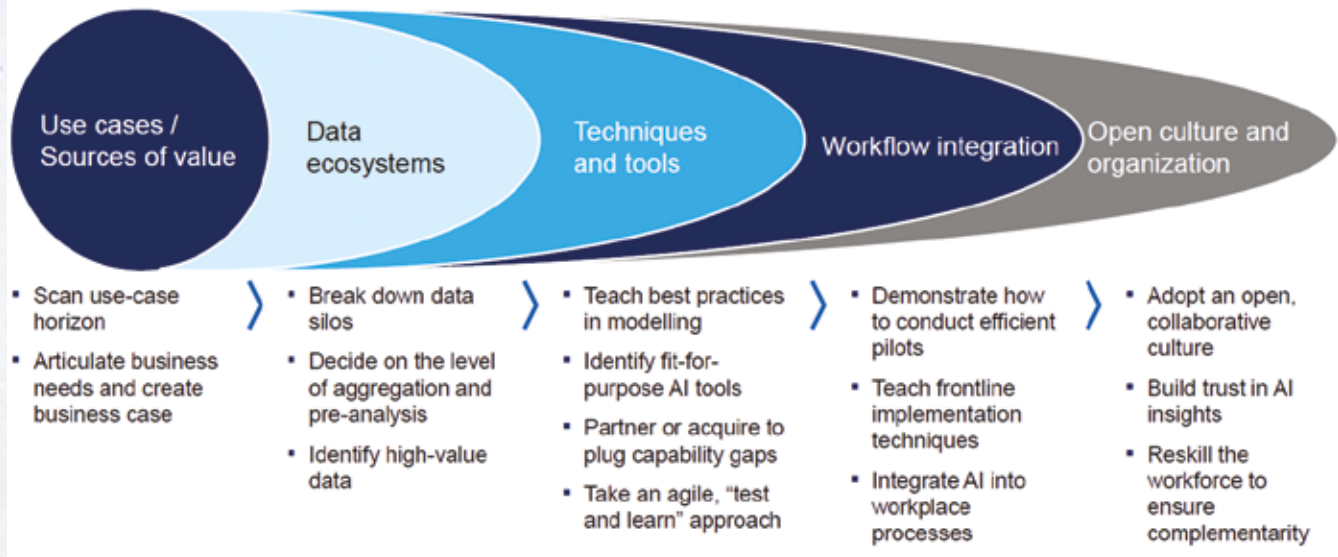 Use cases /
Sources of value
Data
ecosystems
Techniques
and tools
Workflow integration
Open culture and
organization
▪ Scan use-case
horizon
▪ Articulate business
needs and create
business case
▪ Break down data
silos
▪ Decide on the level
of aggregation and
pre-analysis
▪ Identify high-value
data
▪ Teach best practices
in modelling
▪ Identify fit-for-
purpose AI tools
▪ Partner or acquire to
plug capability gaps
▪ Take an agile, “test
and learn” approach
▪ Demonstrate how
to conduct efficient
pilots
▪ Teach frontline
implementation
techniques
▪ Integrate AI into
workplace
processes
▪ Adopt an open,
collaborative
culture
▪ Build trust in AI
insights
▪ Reskill the
workforce to
ensure
complementarity